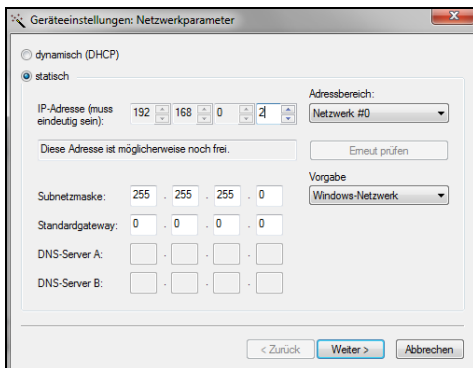 Geräteeinstellungen: Netzwerkparameter
dynamisch (DHCP)
statisch
Adressbereich:
IP-Adresse (muss eindeutig sein): 192 168 0 2 Netzwerk #0
Diese Adresse ist möglicherweise noch frei. Erneut prüfen
Vorgabe
Subnetzmaske: 255 . 255 . 255 . 0 Windows-Netzwerk
Standardgateway: 0 . 0 . 0 . 0
DNS-Server A: . . .
DNS-Server B: . . .
< Zurück Weiter > Abbrechen